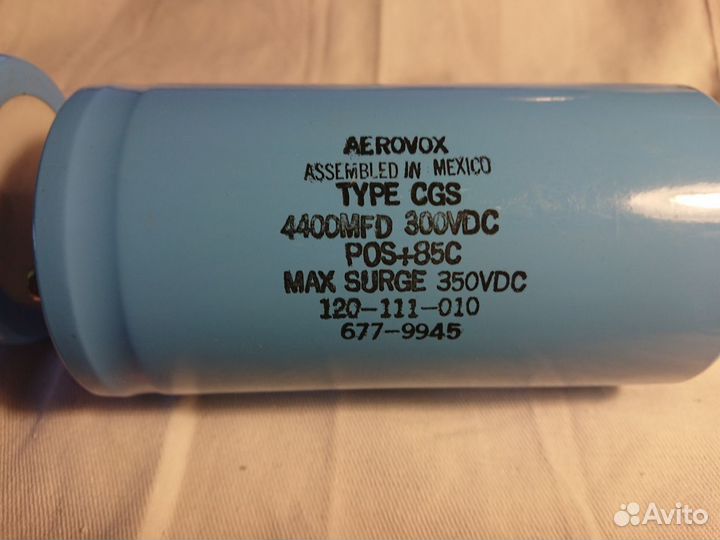 AEROVOX
ASSEMBLED IN MEXICO
TYPE CGS
4400MFD 300VDC
POS+85C
MAX SURGE 350VDC
120-111-010
677-9945
Avito